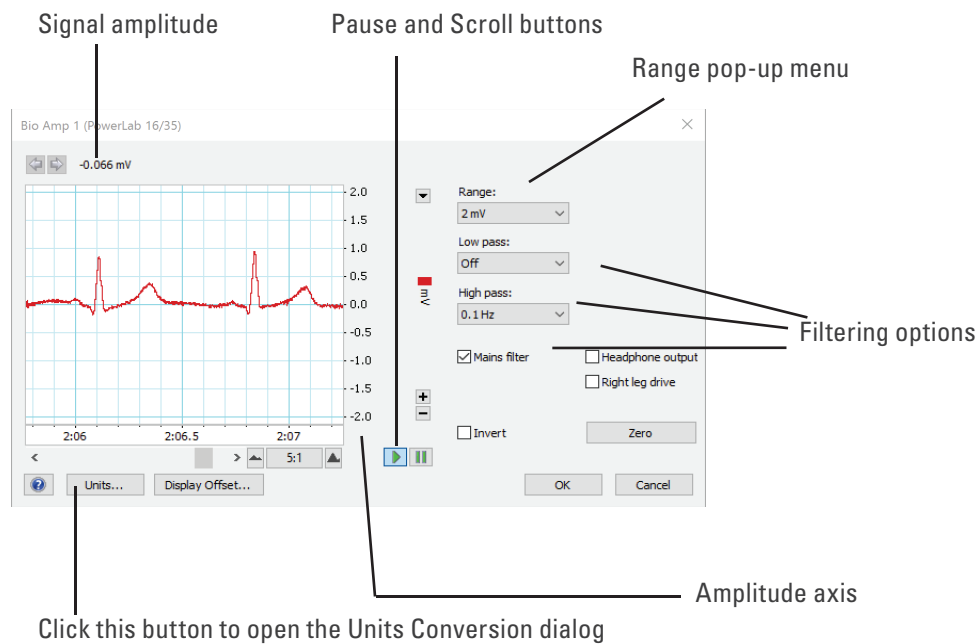 Signal amplitude
Pause and Scroll buttons
Range pop-up menu
Bio Amp 1 (PowerLab 16/35)
-0.066 mV
Range:
2 mV
Low pass:
Off
High pass:
0.1 Hz
Filtering options
Mains filter
Headphone output
Right leg drive
Invert
Zero
2.0
1.5
1.0
0.5
0.0
-0.5
-1.0
-1.5
-2.0
mV
2:06 2:06.5 2:07
5:1
Units... Display Offset... OK Cancel
Amplitude axis
Click this button to open the Units Conversion dialog